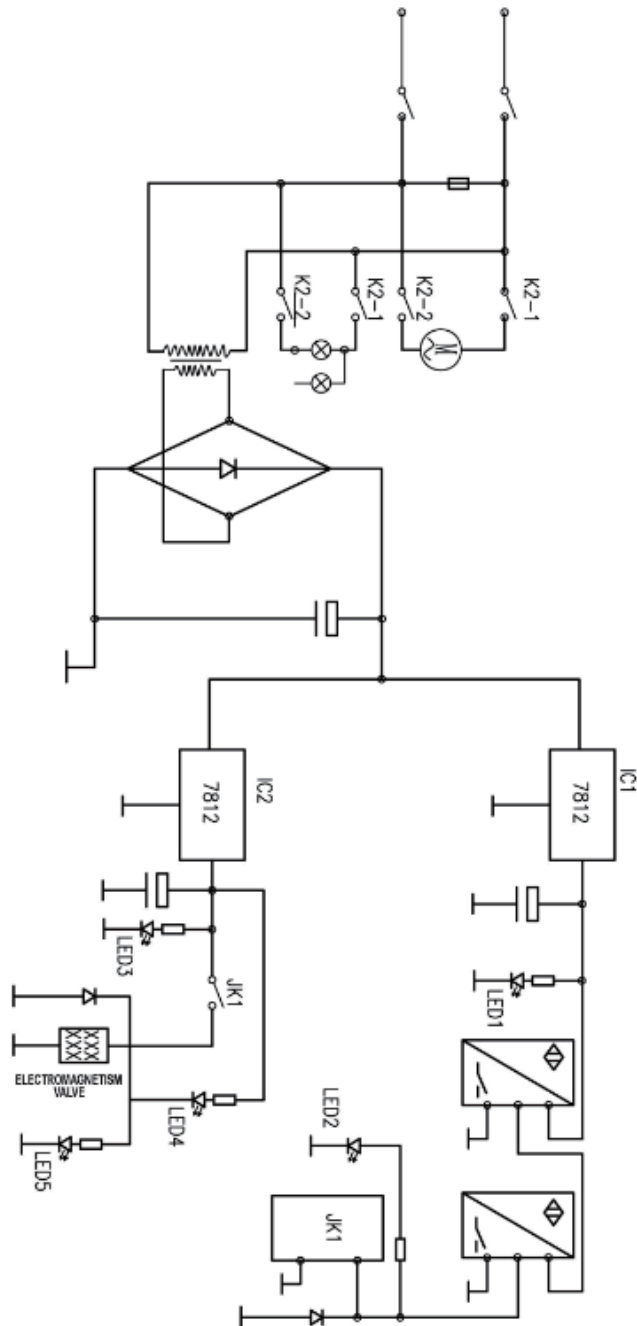 K2-2
K2-1
K2-2
K2-1
M
IC2
7812
IC1
7812
LED3
JK1
LED1
ELECTROMAGNETISM
VALVE
LED4
LED5
LED2
JK1